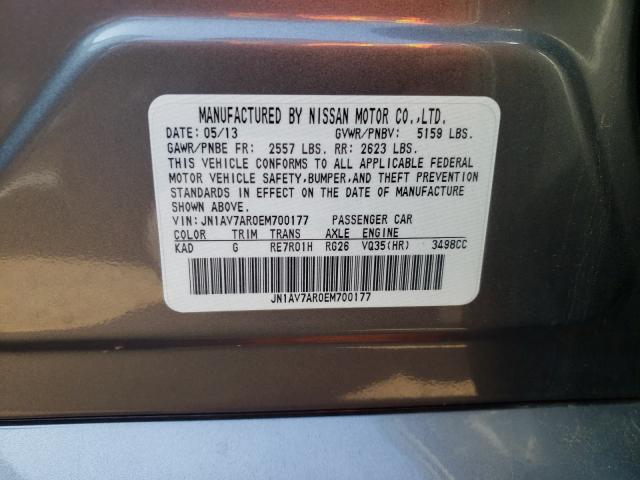 MANUFACTURED BY NISSAN MOTOR CO.,LTD.
DATE: 05/13 GVWR/PNBV: 5159 LBS.
GAWR/PNBE FR: 2557 LBS. RR: 2623 LBS.
THIS VEHICLE CONFORMS TO ALL APPLICABLE FEDERAL
MOTOR VEHICLE SAFETY, BUMPER, AND THEFT PREVENTION
STANDARDS IN EFFECT ON THE DATE OF MANUFACTURE
SHOWN ABOVE.
VIN: JN1AV7AR0EM700177 PASSENGER CAR
COLOR TRIM TRANS AXLE ENGINE
KAD G RE7R01H RG26 VQ35(HR) 3498CC
JN1AV7AR0EM700177